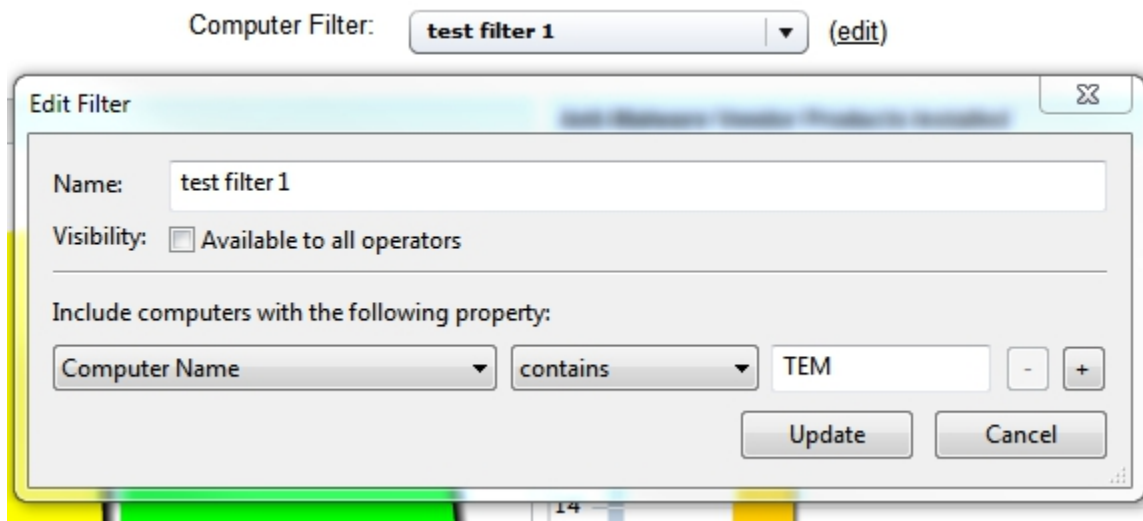 Computer Filter: test filter 1 (edit)
Edit Filter
Name: test filter 1
Visibility: Available to all operators
Include computers with the following property:
Computer Name contains TEM - +
Update Cancel
14